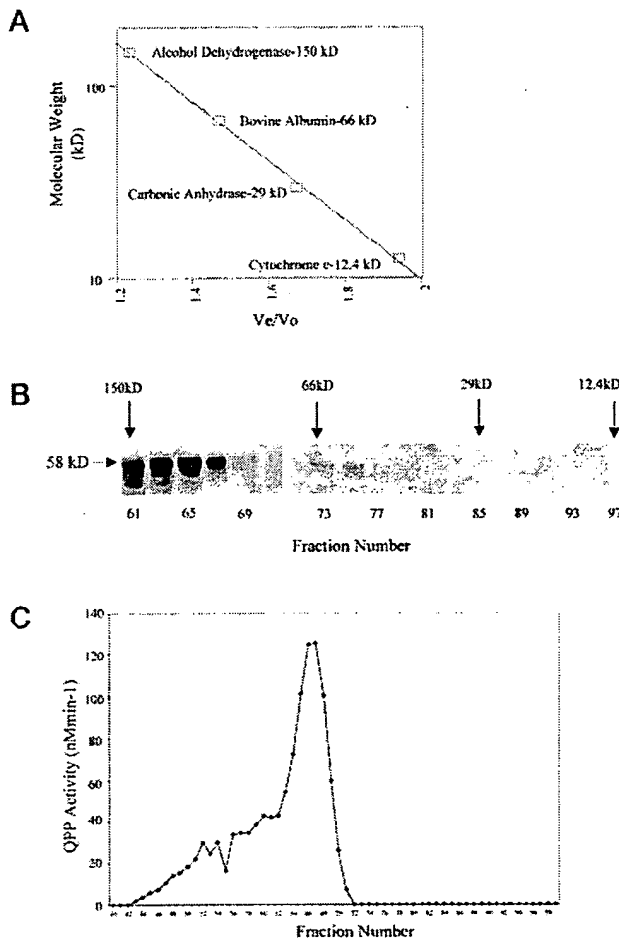 A
Alcohol Dehydrogenase-150 kD
100
Bovine Albumin-66 kD
Molecular Weight
(kD)
Carbonic Anhydrase-29 kD
Cytochrome c-12.4 kD
10
1.2
1.4
1.6
1.8
2
Ve/Vo
B
150kD
66kD
29kD
12.4kD
58 kD
61
65
69
73
77
81
85
89
93
97
Fraction Number
C
140
120
100
80
60
40
20
0
QPP Activity (nMmin-1)
Fraction Number